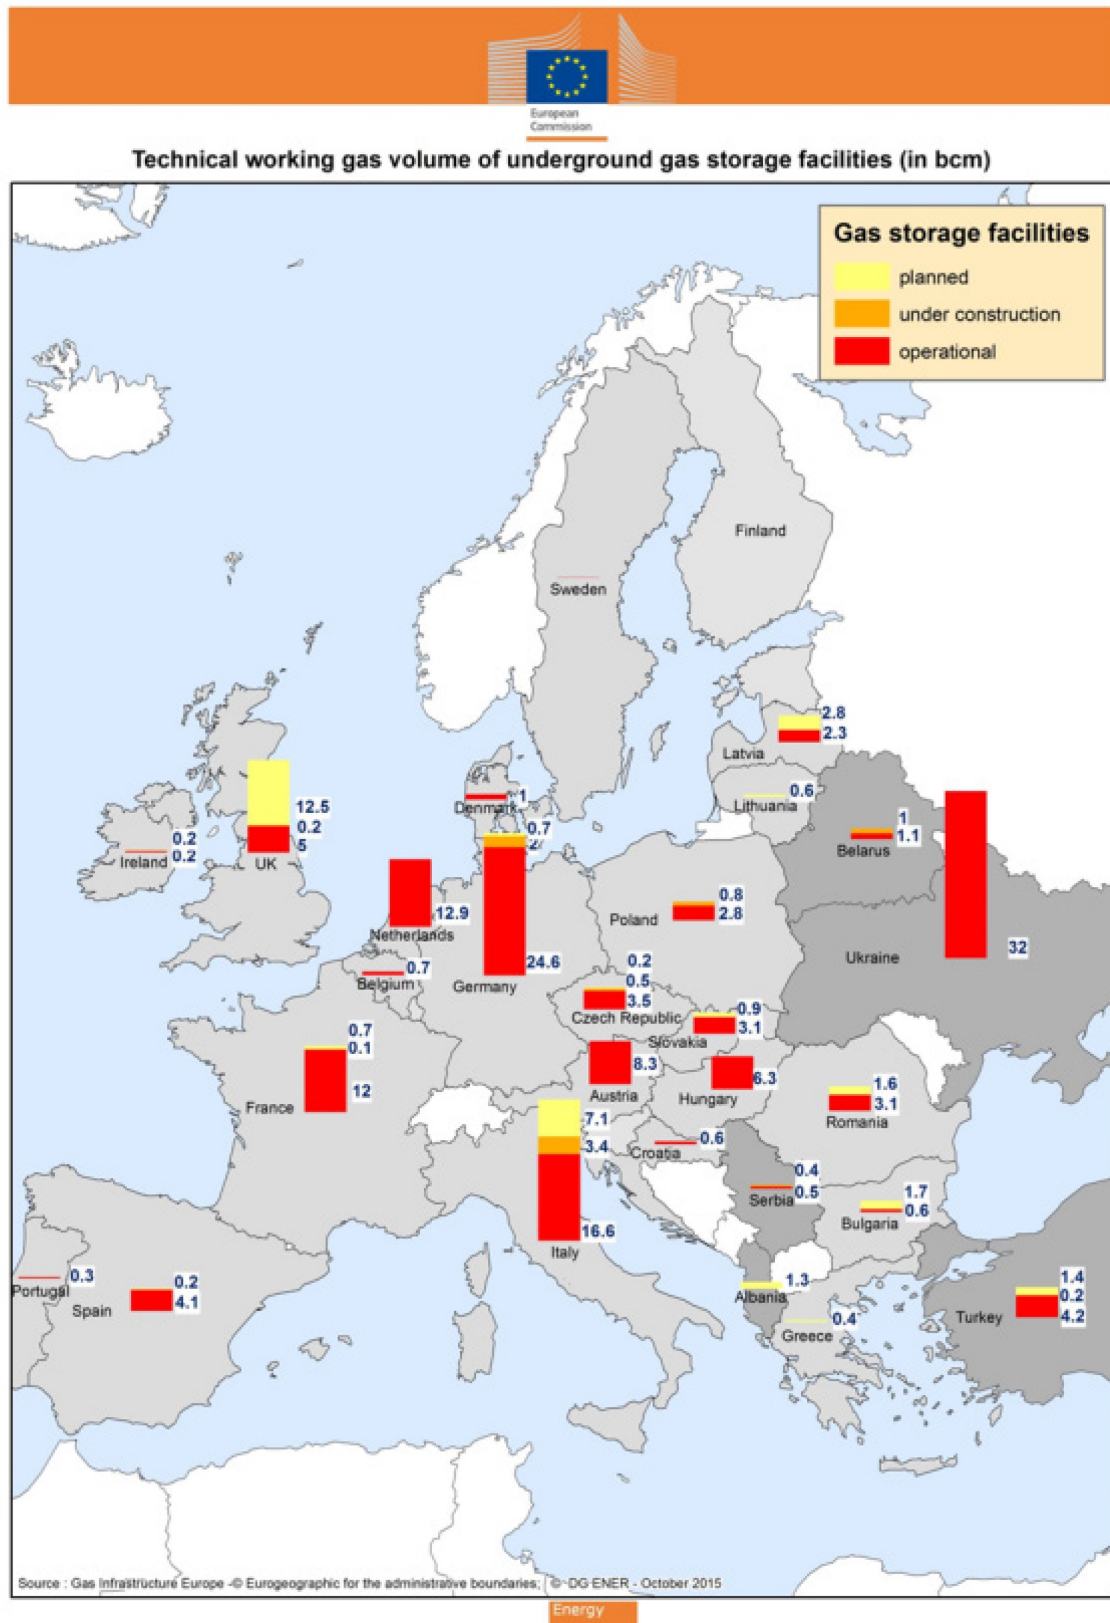 European
Commission
Technical working gas volume of underground gas storage facilities (in bcm)
Gas storage facilities
planned
under construction
operational
Finland
Sweden
2.8
2.3
Latvia
0.6
Lithuania
1
1.1
Belarus
12.5
0.2
5
UK
0.2
0.2
Ireland
1
Denmark
0.7
2
24.6
Germany
12.9
Netherlands
0.7
Belgium
0.8
2.8
Poland
32
Ukraine
0.2
0.5
3.5
Czech Republic
0.9
3.1
Slovakia
0.7
0.1
12
France
8.3
Austria
6.3
Hungary
1.6
3.1
Romania
7.1
3.4
16.6
Italy
0.6
Croatia
0.4
0.5
Serbia
1.7
0.6
Bulgaria
0.3
Portugal
0.2
4.1
Spain
1.3
Albania
0.4
Greece
1.4
0.2
4.2
Turkey
Source : Gas Infrastructure Europe -© Eurogeographic for the administrative boundaries; © DG ENER - October 2015
Energy